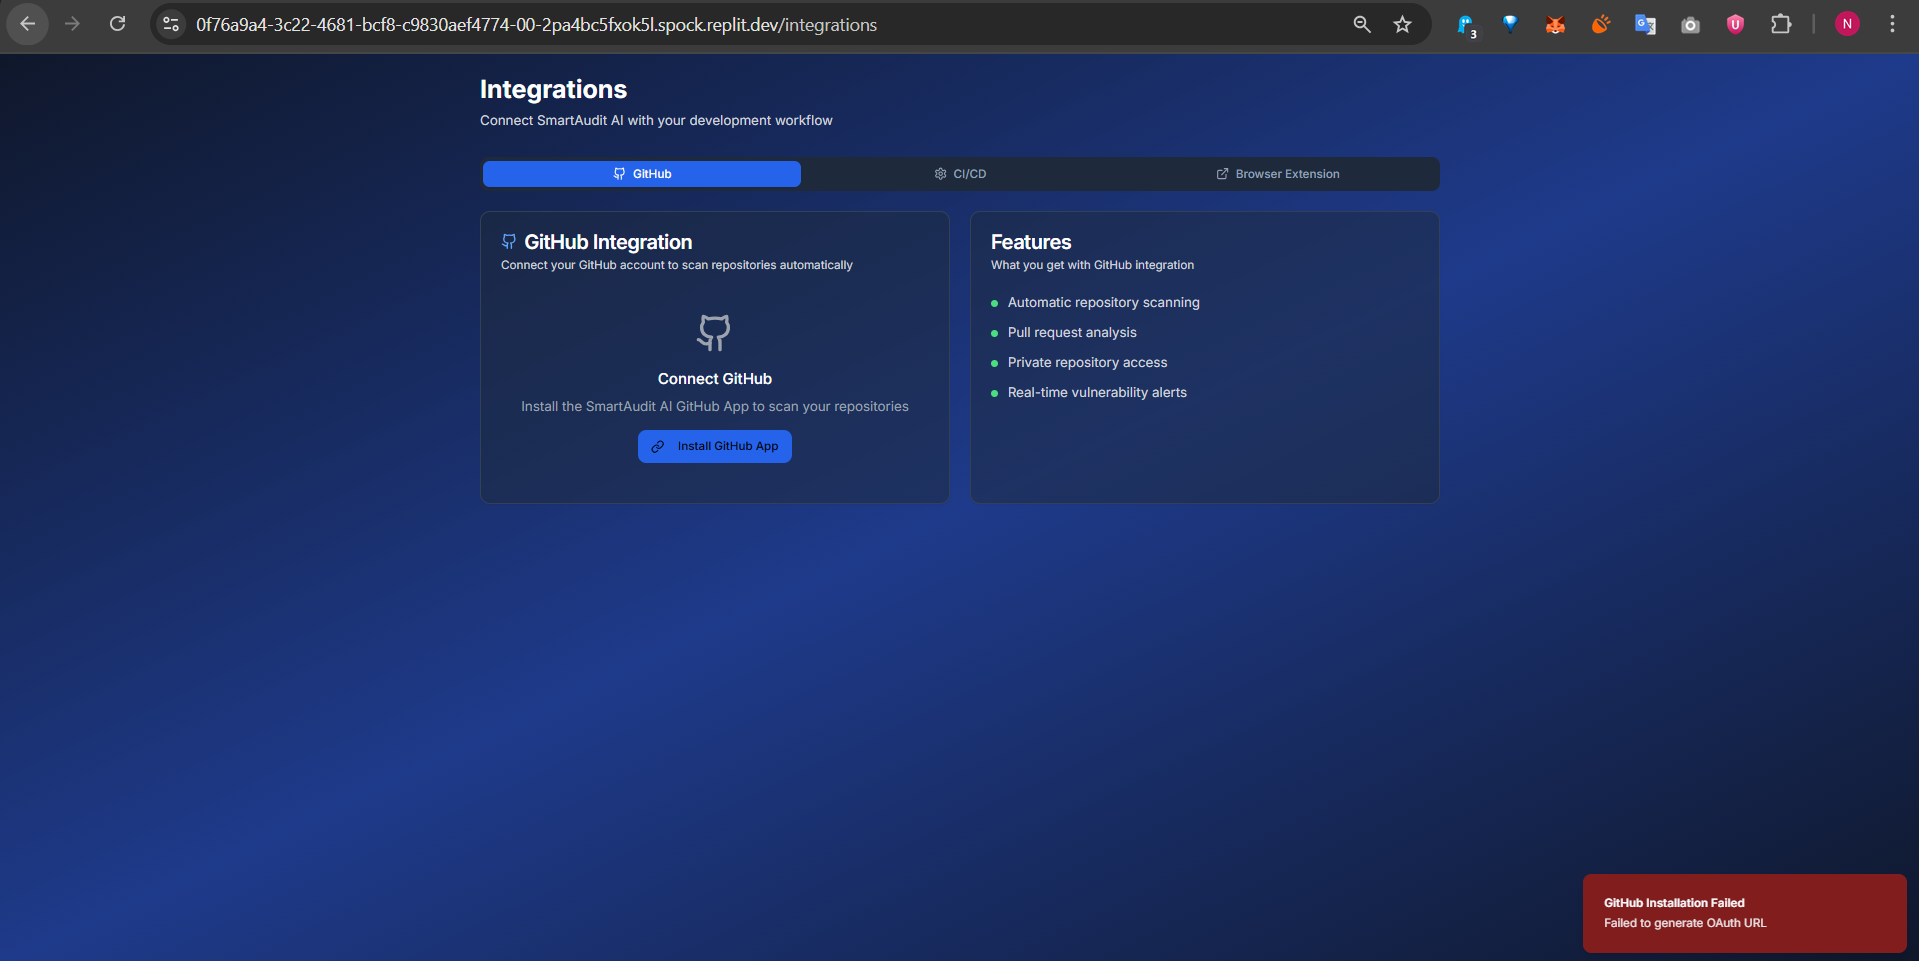 0f76a9a4-3c22-4681-bcf8-c9830aef4774-00-2pa4bc5fxok5l.spock.replit.dev/integrations
3
N
Integrations
Connect SmartAudit AI with your development workflow
GitHub
CI/CD
Browser Extension
GitHub Integration
Connect your GitHub account to scan repositories automatically
Connect GitHub
Install the SmartAudit AI GitHub App to scan your repositories
Install GitHub App
Features
What you get with GitHub integration
Automatic repository scanning
Pull request analysis
Private repository access
Real-time vulnerability alerts
GitHub Installation Failed
Failed to generate OAuth URL